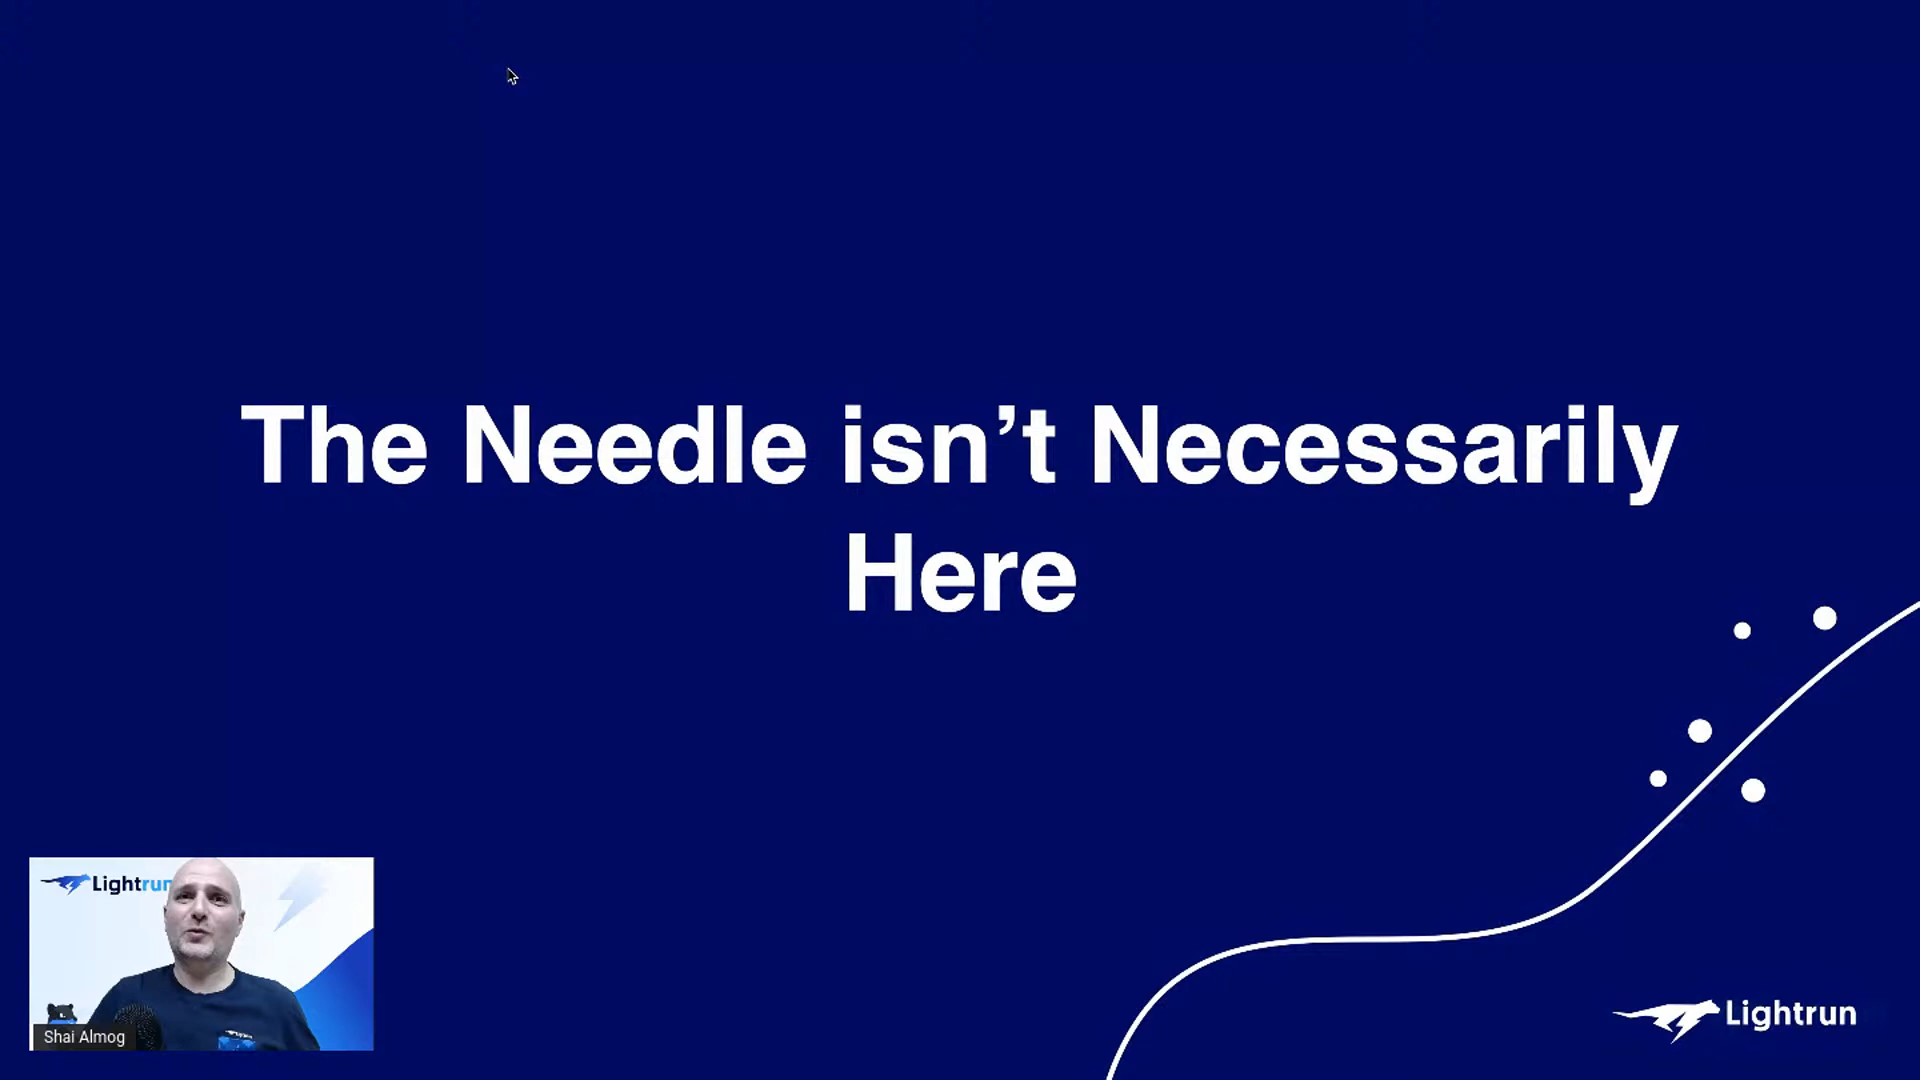 The Needle isn’t Necessarily
Here
Lightrun
Shai Almog
Lightrun